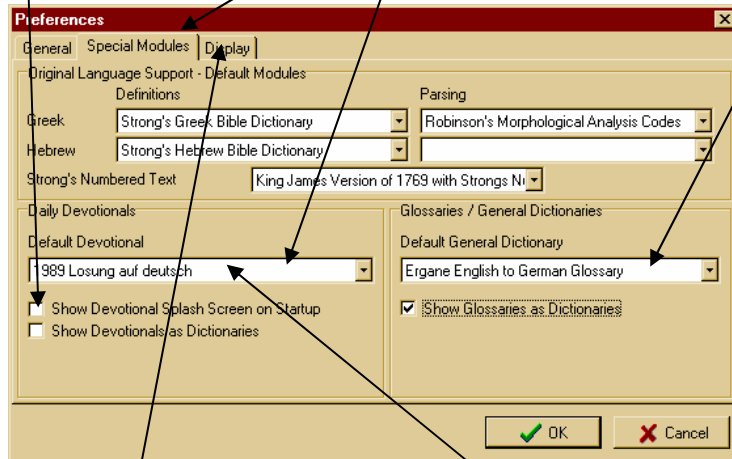 Preferences
General Special Modules Display
Original Language Support - Default Modules
Definitions Parsing
Greek Strong's Greek Bible Dictionary Robinson's Morphological Analysis Codes
Hebrew Strong's Hebrew Bible Dictionary
Strong's Numbered Text King James Version of 1769 with Strongs Nu
Daily Devotionals Glossaries / General Dictionaries
Default Devotional Default General Dictionary
1989 Losung auf deutsch Ergane English to German Glossary
Show Devotional Splash Screen on Startup Show Glossaries as Dictionaries
Show Devotionals as Dictionaries
OK Cancel